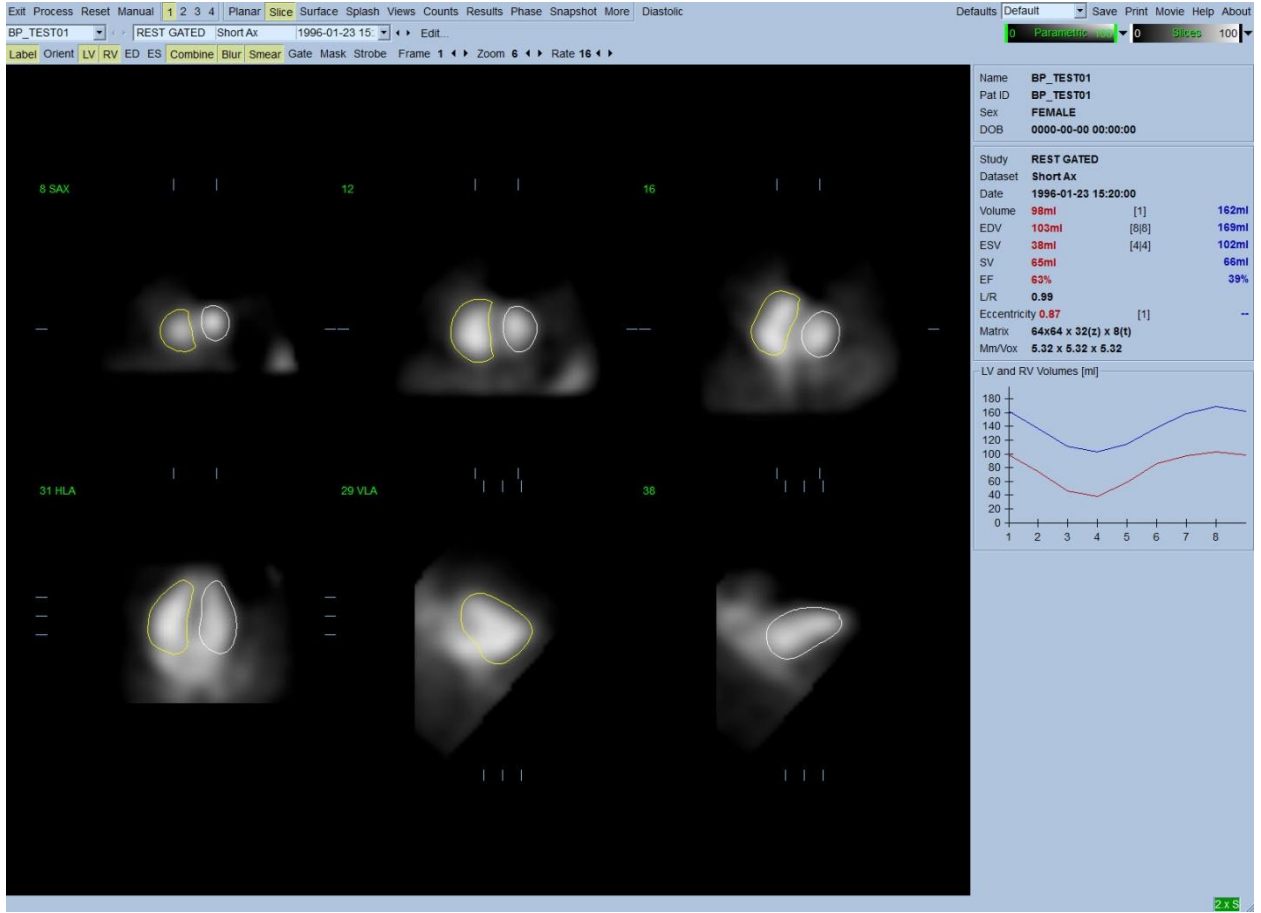 Exit Process Reset Manual 1 2 3 4 Planar Slice Surface Splash Views Counts Results Phase Snapshot More Diastolic Defaults Default Save Print Movie Help About
BP_TEST01 REST GATED Short Ax 1996-01-23 15: Edit... 0 Parametric 100 0 Slices 100
Label Orient LV RV ED ES Combine Blur Smear Gate Mask Strobe Frame 1 Zoom 6 Rate 16
Name BP_TEST01
Pat ID BP_TEST01
Sex FEMALE
DOB 0000-00-00 00:00:00
Study REST GATED
Dataset Short Ax
Date 1996-01-23 15:20:00
Volume 98ml [1] 162ml
EDV 103ml [8|8] 169ml
ESV 38ml [4|4] 102ml
SV 65ml 66ml
EF 63% 39%
L/R 0.99
Eccentricity 0.87 [1] --
Matrix 64x64 x 32(z) x 8(t)
Mm/Vox 5.32 x 5.32 x 5.32
LV and RV Volumes [ml]
180
160
140
120
100
80
60
40
20
0
1 2 3 4 5 6 7 8
8 SAX 12 16
31 HLA 29 VLA 38
2.x S